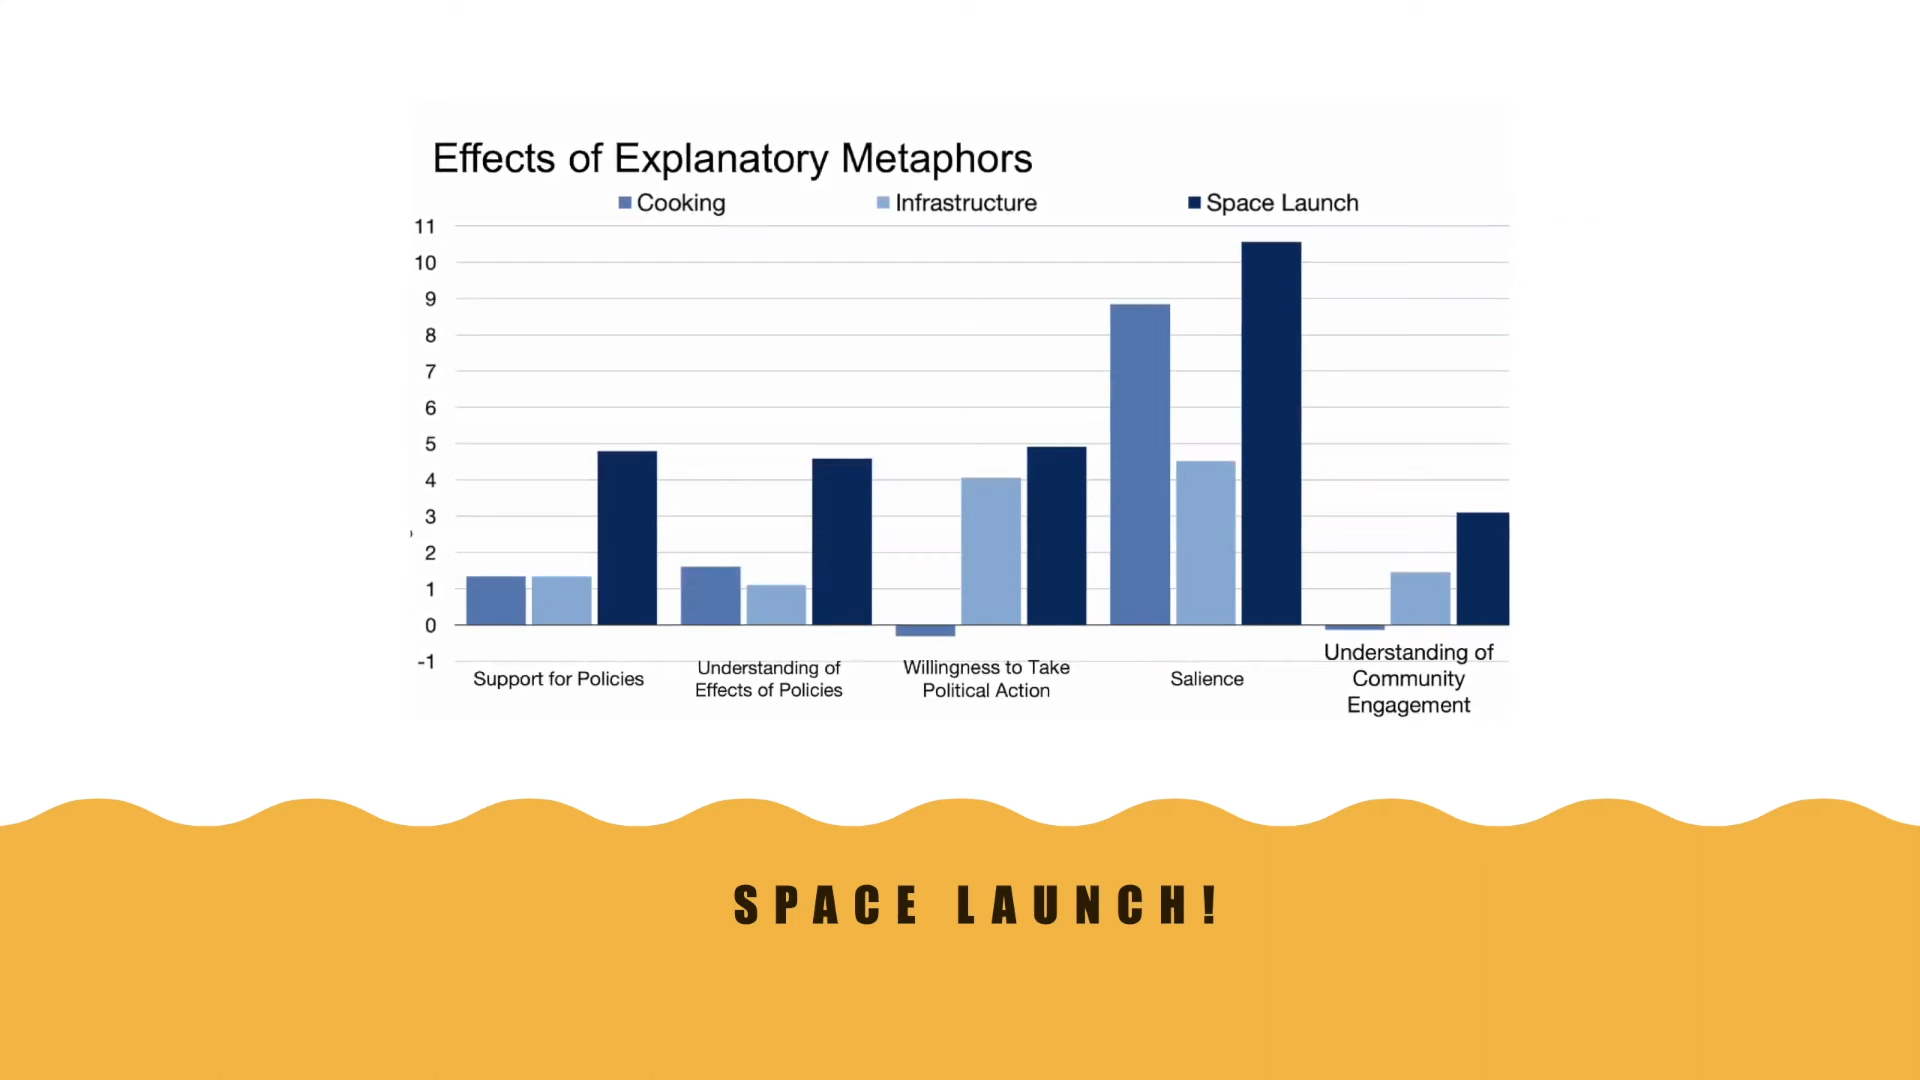 Effects of Explanatory Metaphors
Cooking Infrastructure Space Launch
11
10
9
8
7
6
5
4
3
2
1
0
-1
Support for Policies
Understanding of
Effects of Policies
Willingness to Take
Political Action
Salience
Understanding of
Community
Engagement
SPACE LAUNCH!